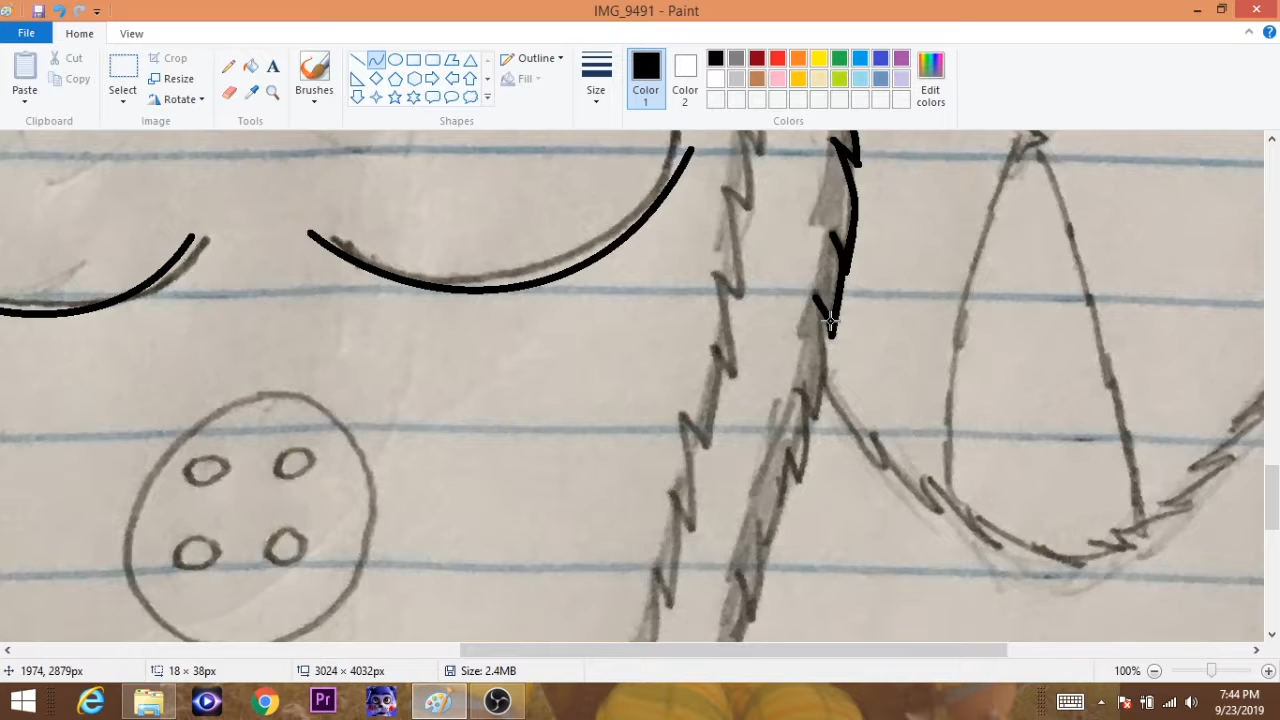 IMG_9491 - Paint
File
Home
View
Paste
Cut
Copy
Clipboard
Select
Crop
Resize
Rotate
Image
A
Tools
Brushes
Shapes
Outline
Fill
Size
Color 1
Color 2
Edit colors
Colors
1974, 2879px
18 × 38px
3024 × 4032px
Size: 2.4MB
100%
Pr
7:44 PM
9/23/2019